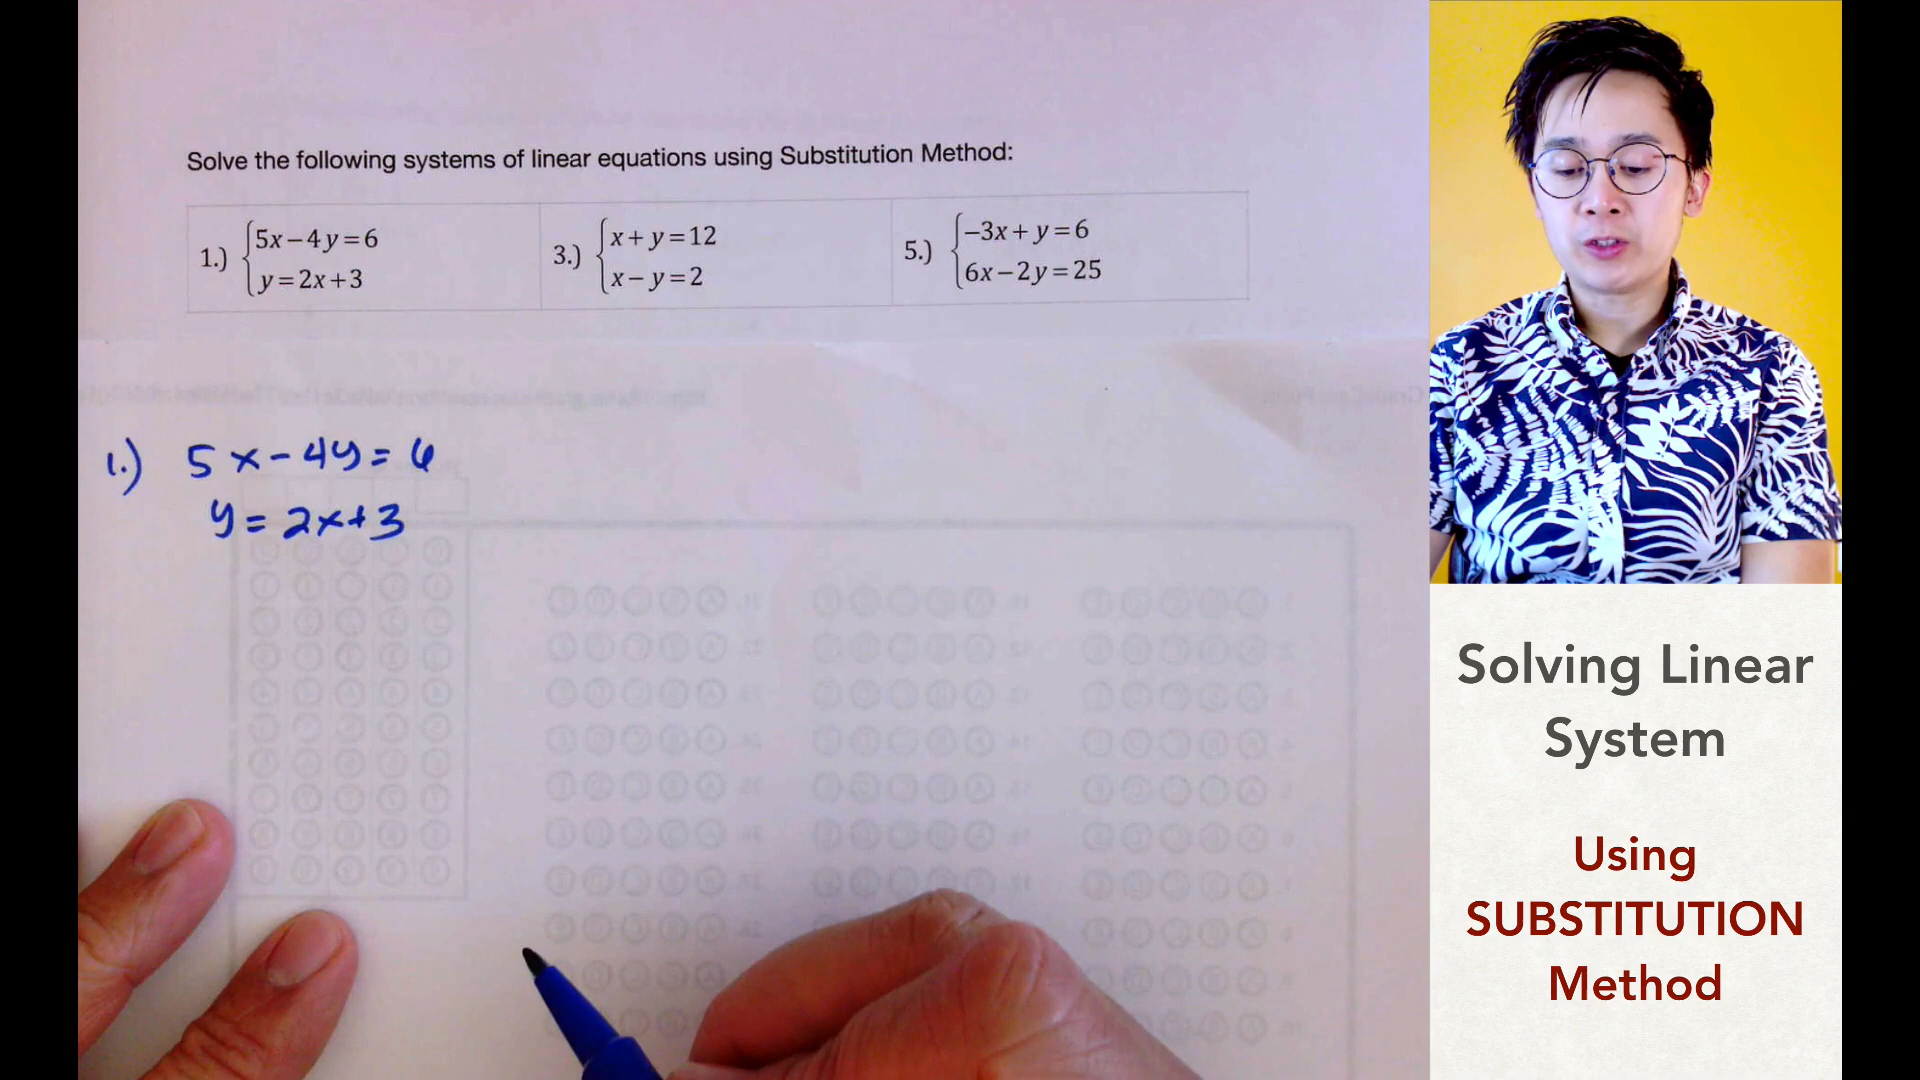 Solve the following systems of linear equations using Substitution Method:
1.) 5x-4y=6
y=2x+3
3.) x+y=12
x-y=2
5.) -3x+y=6
6x-2y=25
1.) 5x-4y=6
y=2x+3
Solving Linear
System
Using
SUBSTITUTION
Method